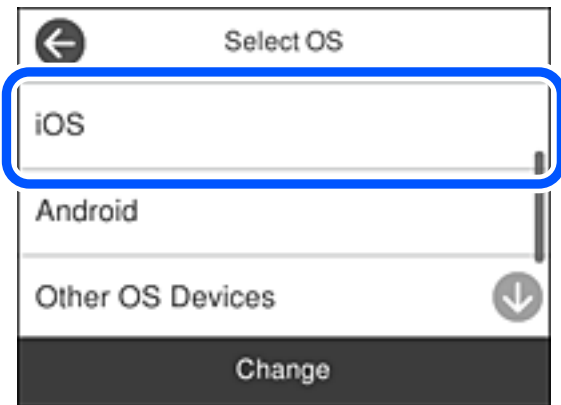 Select OS
iOS
Android
Other OS Devices
Change